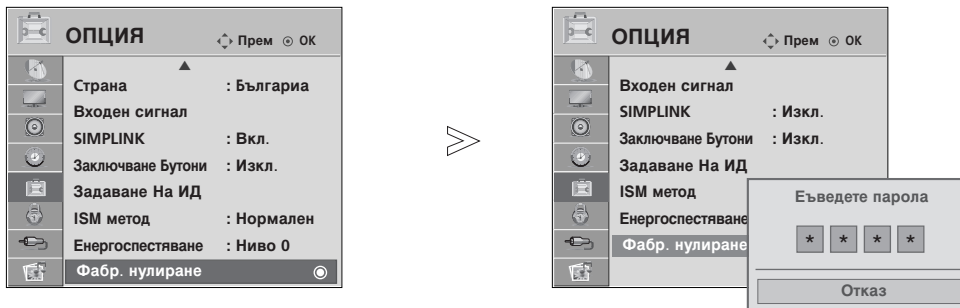 ОПЦИЯ Прем OK
Страна : Бългaриa
Входен сигнал
SIMPLINK : Вкл.
Заключване Бутони : Изкл.
Задаване На ИД
ISM метод : Нормален
Енергоспестяване : Ниво 0
Фабр. нулиране
ОПЦИЯ Прем OK
Входен сигнал
SIMPLINK : Изкл.
Заключване Бутони : Изкл.
Задаване На ИД
ISM метод
Енергоспестяване
Фабр. нулиране
Еъведете парола
* * * *
Отказ